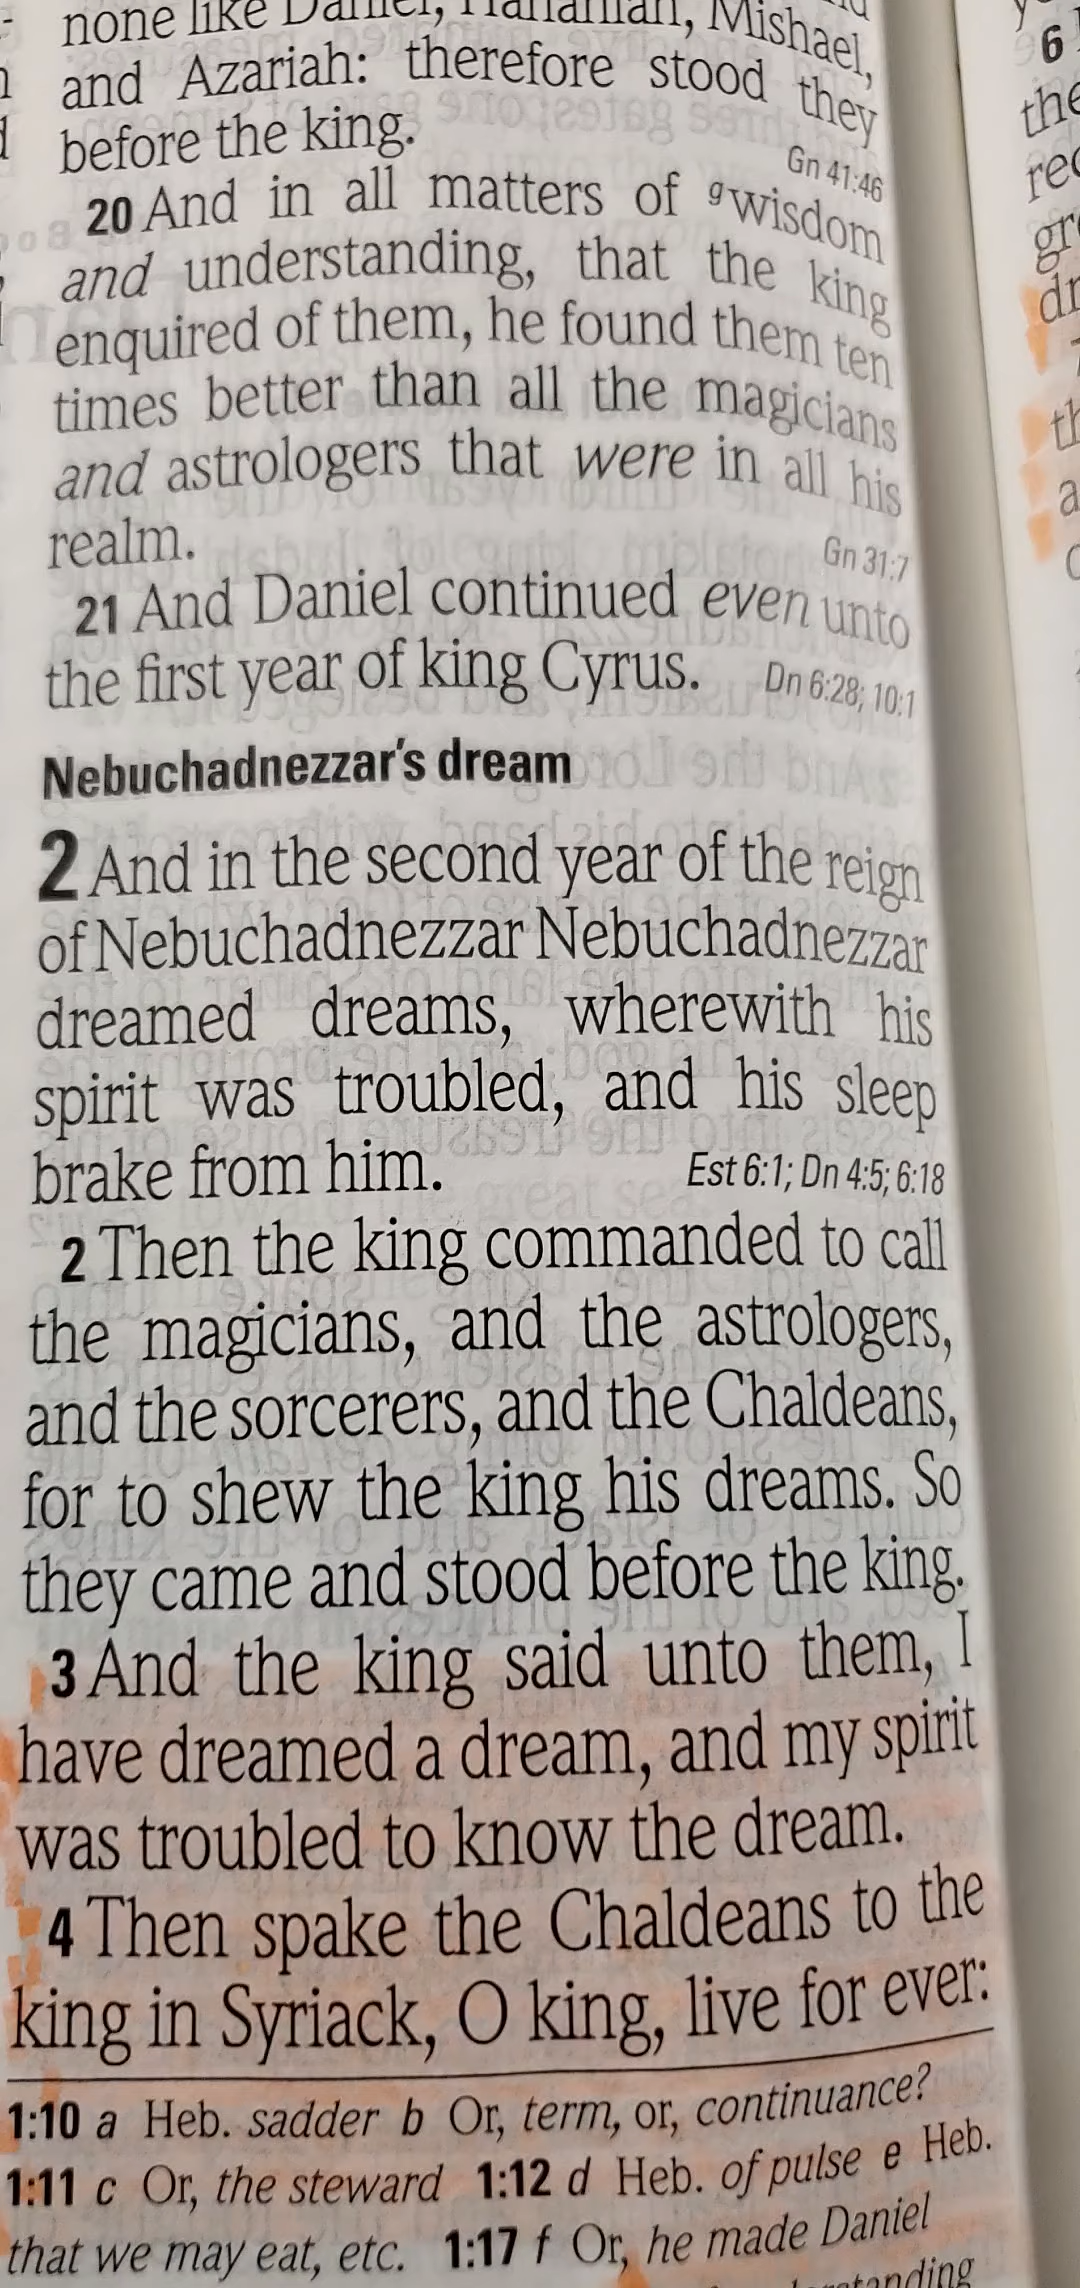 none like Daniel, Hananiah, Mishael,
and Azariah: therefore stood they
before the king.
Gn 41:46
20 And in all matters of g wisdom
and understanding, that the king
enquired of them, he found them ten
times better than all the magicians
and astrologers that were in all his
realm.
Gn 31:7
21 And Daniel continued even unto
the first year of king Cyrus. Dn 6:28; 10:1
Nebuchadnezzar's dream
2 And in the second year of the reign
of Nebuchadnezzar Nebuchadnezzar
dreamed dreams, wherewith his
spirit was troubled, and his sleep
brake from him. Est 6:1; Dn 4:5; 6:18
2 Then the king commanded to call
the magicians, and the astrologers,
and the sorcerers, and the Chaldeans,
for to shew the king his dreams. So
they came and stood before the king.
3 And the king said unto them, I
have dreamed a dream, and my spirit
was troubled to know the dream.
4 Then spake the Chaldeans to the
king in Syriack, O king, live for ever:
1:10 a Heb. sadder b Or, term, or, continuance?
1:11 c Or, the steward 1:12 d Heb. of pulse e Heb.
that we may eat, etc. 1:17 f Or, he made Daniel
6